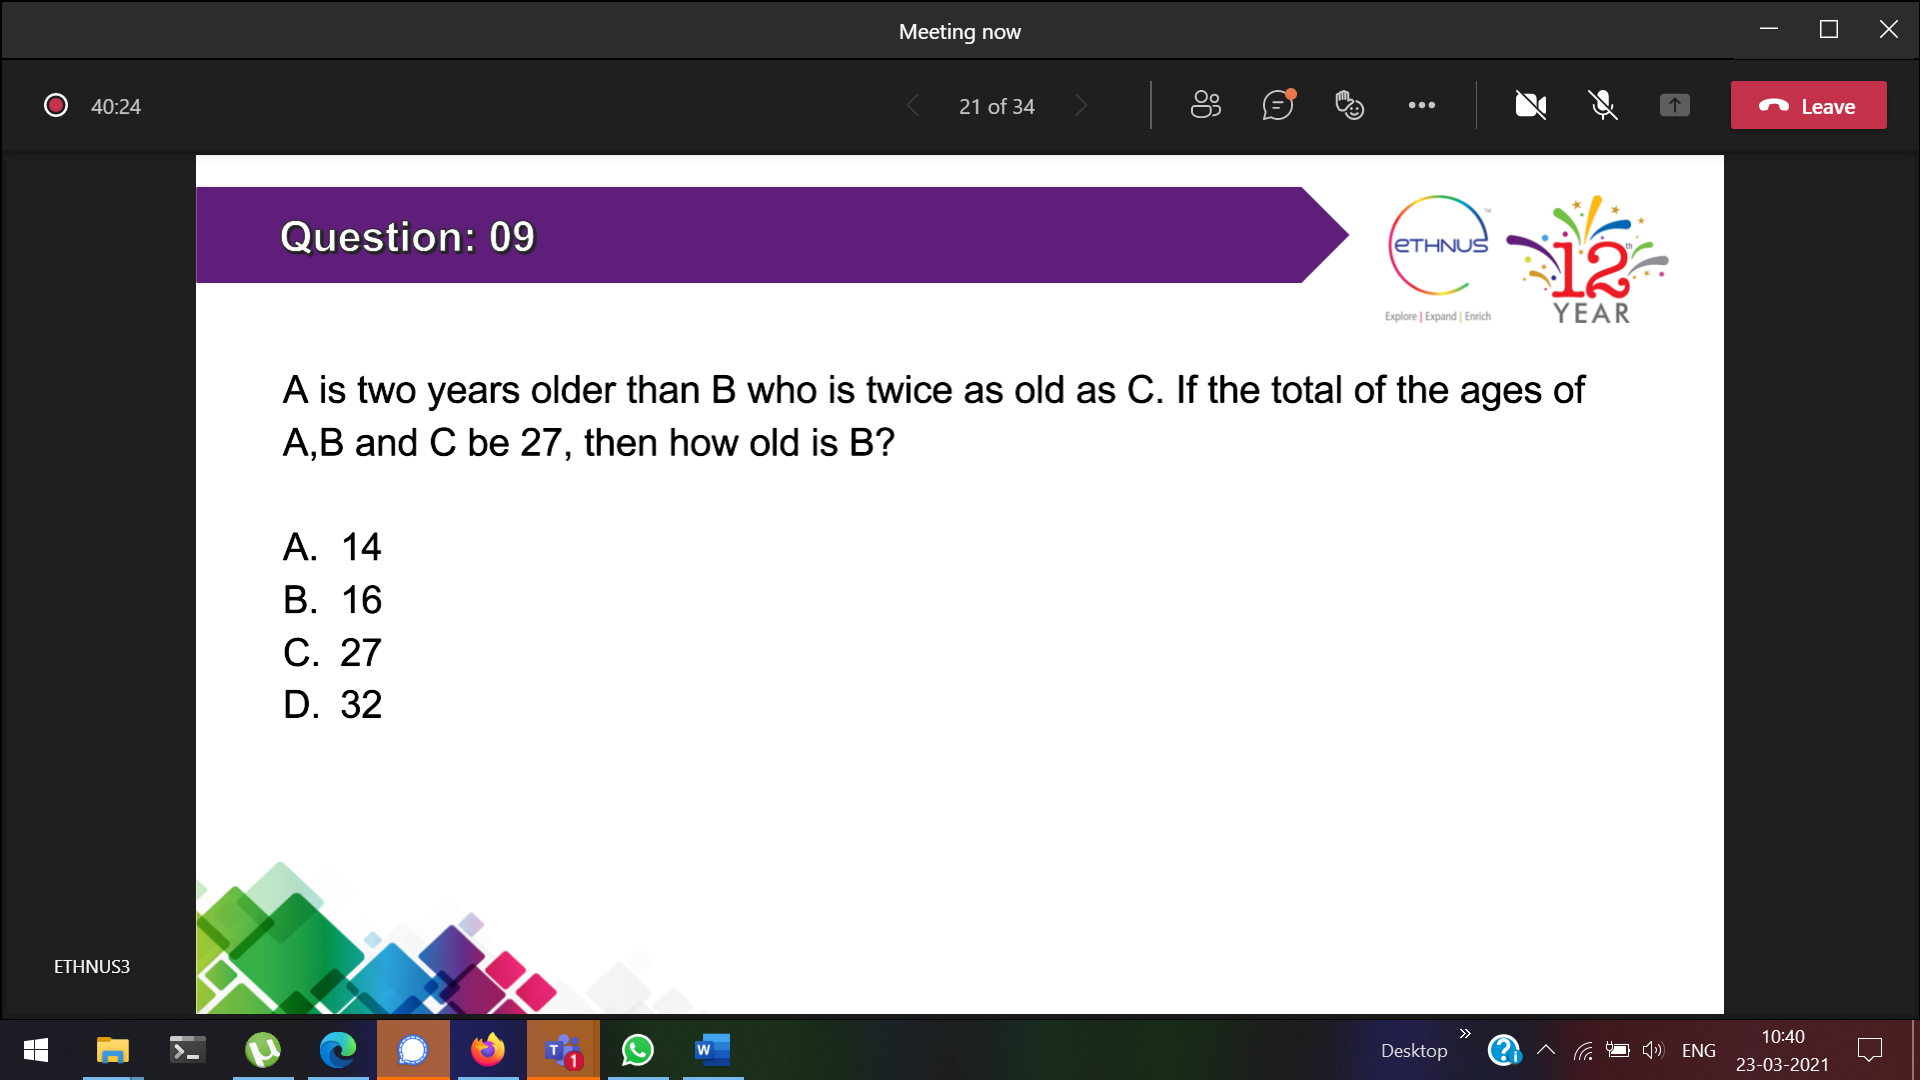 Meeting now
40:24
21 of 34
Leave
Question: 09
eTHNUS
TM
Explore | Expand | Enrich
12th
YEAR
A is two years older than B who is twice as old as C. If the total of the ages of
A,B and C be 27, then how old is B?
A. 14
B. 16
C. 27
D. 32
ETHNUS3
Desktop
ENG
10:40
23-03-2021